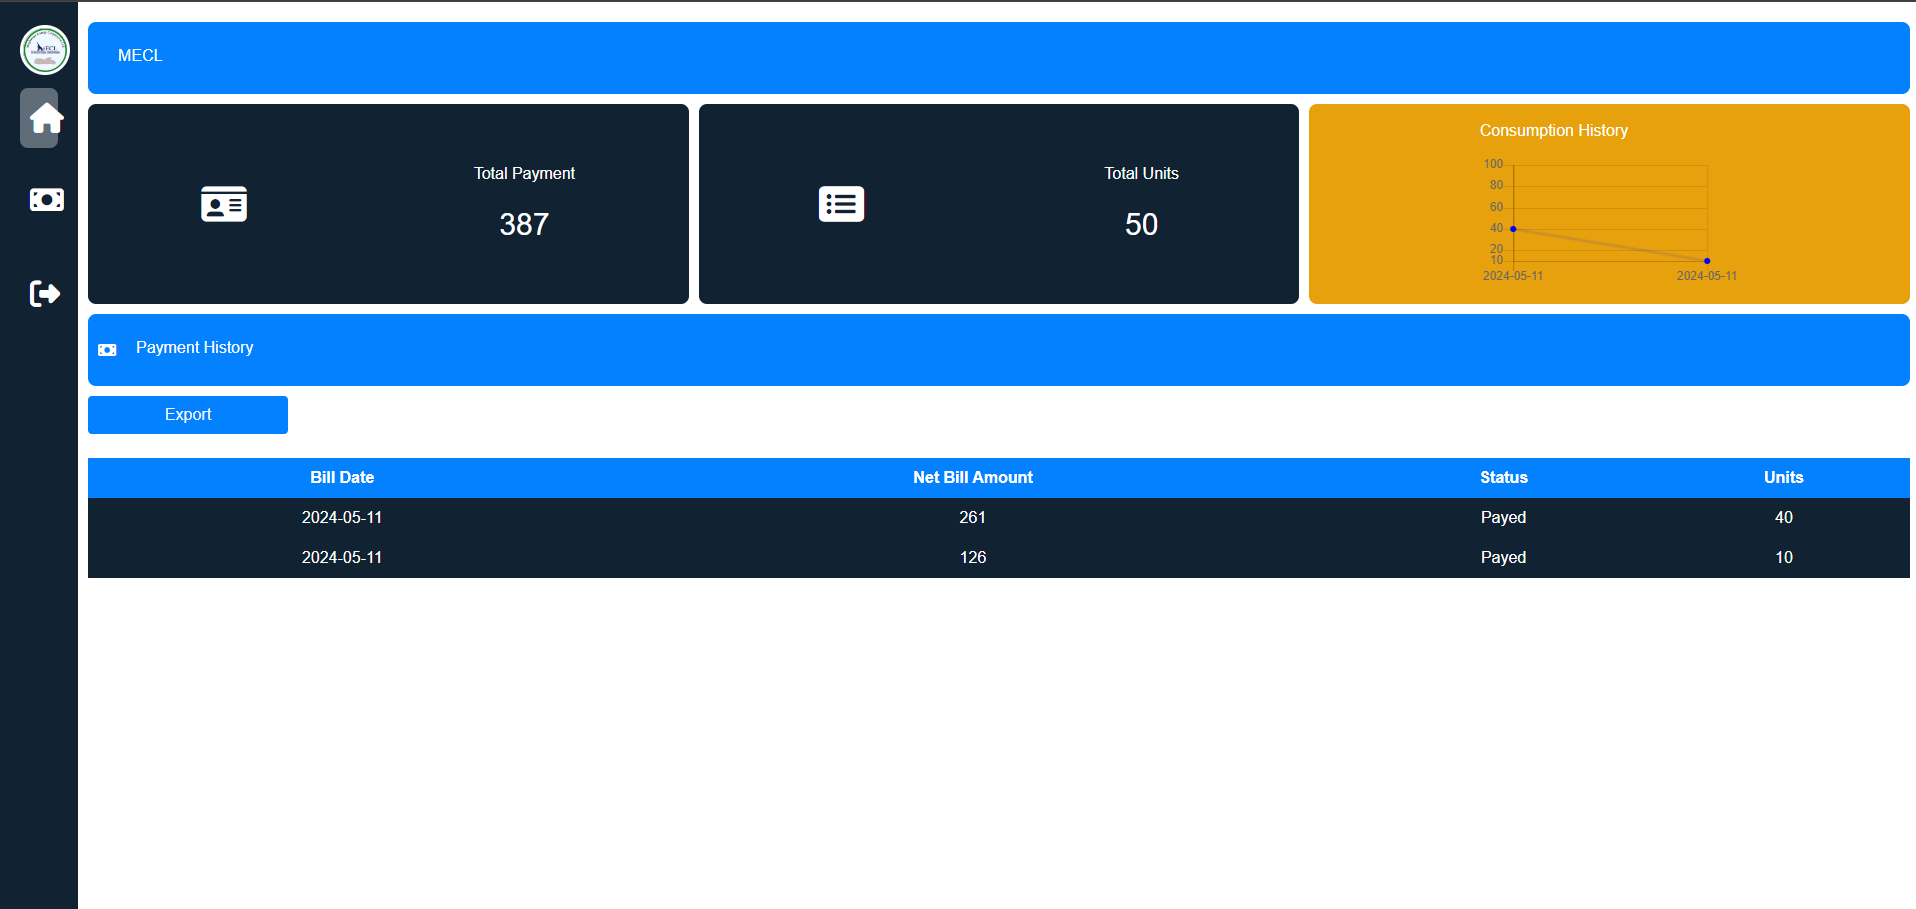 MECL
Total Payment
387
Total Units
50
Consumption History
100
80
60
40
20
10
2024-05-11 2024-05-11
Payment History
Export
Bill Date Net Bill Amount Status Units
2024-05-11 261 Payed 40
2024-05-11 126 Payed 10